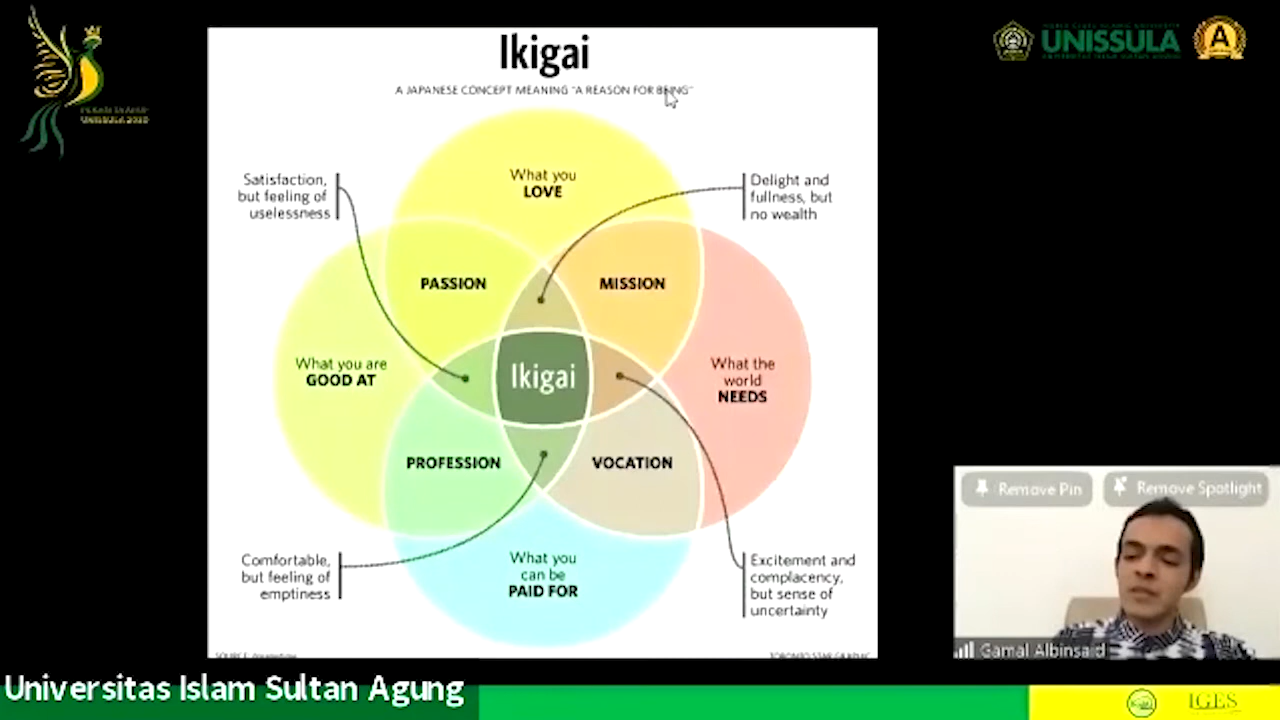 Ikigai
A JAPANESE CONCEPT MEANING "A REASON FOR BEING"
UNISSULA
A
UNISSULA
Satisfaction,
but feeling of
uselessness
What you
LOVE
Delight and
fullness, but
no wealth
PASSION
MISSION
What you are
GOOD AT
Ikigai
What the
world
NEEDS
PROFESSION
VOCATION
Comfortable,
but feeling of
emptiness
What you
can be
PAID FOR
Excitement and
complacency,
but sense of
uncertainty
Remove Pin
Remove Spotlight
Gamal Albinsaid
Universitas Islam Sultan Agung
IGES